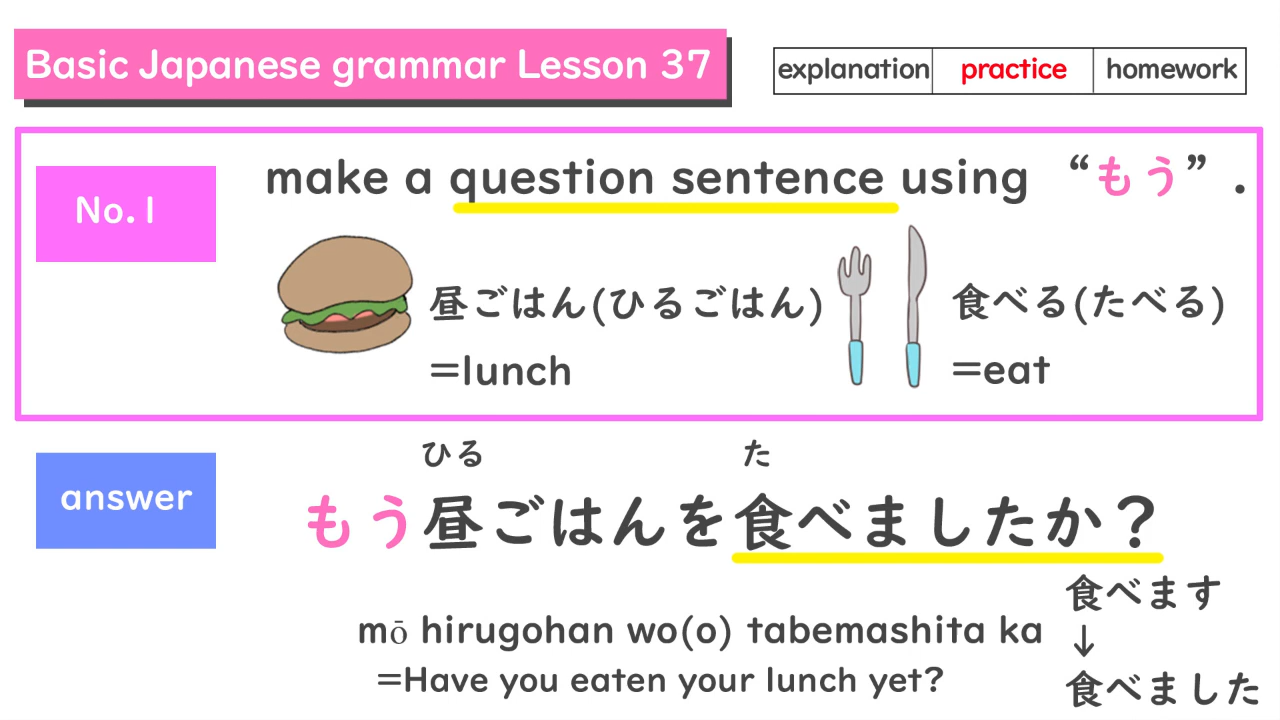 Basic Japanese grammar Lesson 37
explanation practice homework
No.1
make a question sentence using “もう”.
昼ごはん(ひるごはん)
=lunch
食べる(たべる)
=eat
answer
ひる た
もう昼ごはんを食べましたか?
mō hirugohan wo(o) tabemashita ka
=Have you eaten your lunch yet?
食べます
↓
食べました